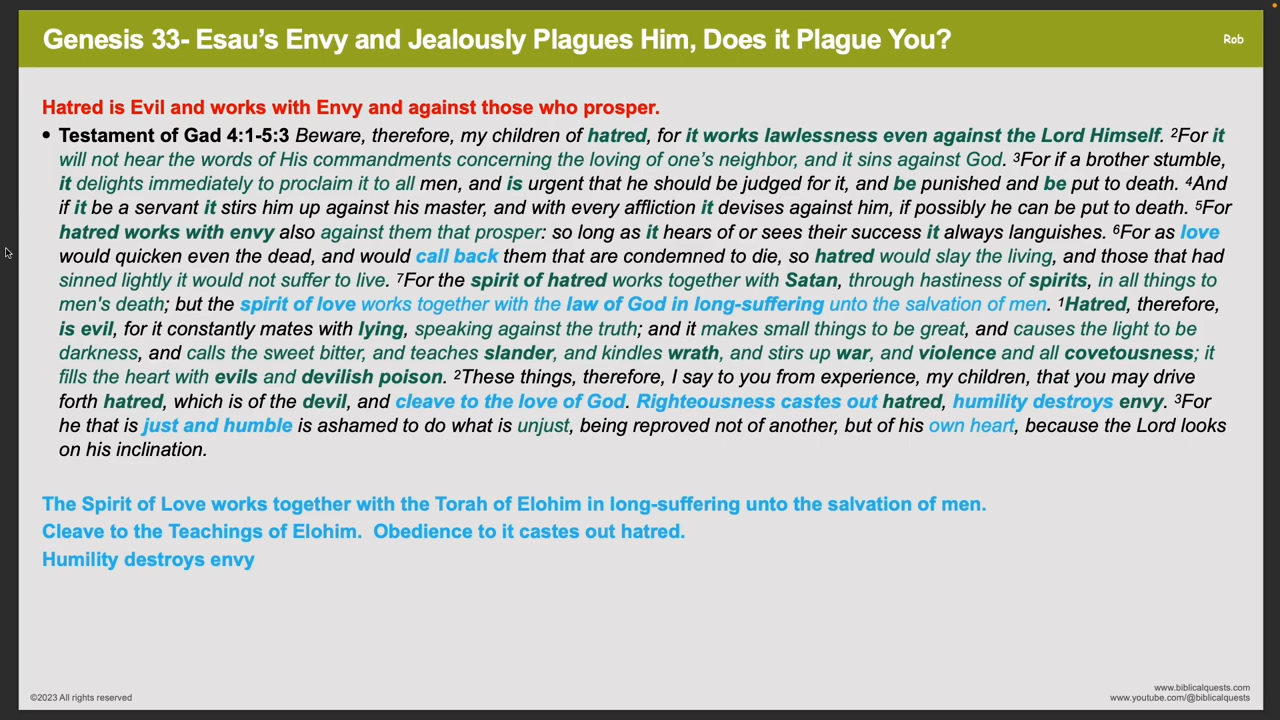 Genesis 33- Esau's Envy and Jealously Plagues Him, Does it Plague You?
Rob
Hatred is Evil and works with Envy and against those who prosper.
• Testament of Gad 4:1-5:3 Beware, therefore, my children of hatred, for it works lawlessness even against the Lord Himself. ²For it
will not hear the words of His commandments concerning the loving of one's neighbor, and it sins against God. ³For if a brother stumble,
it delights immediately to proclaim it to all men, and is urgent that he should be judged for it, and be punished and be put to death. ⁴And
if it be a servant it stirs him up against his master, and with every affliction it devises against him, if possibly he can be put to death. ⁵For
hatred works with envy also against them that prosper: so long as it hears of or sees their success it always languishes. ⁶For as love
would quicken even the dead, and would call back them that are condemned to die, so hatred would slay the living, and those that had
sinned lightly it would not suffer to live. ⁷For the spirit of hatred works together with Satan, through hastiness of spirits, in all things to
men's death; but the spirit of love works together with the law of God in long-suffering unto the salvation of men. ¹Hatred, therefore,
is evil, for it constantly mates with lying, speaking against the truth; and it makes small things to be great, and causes the light to be
darkness, and calls the sweet bitter, and teaches slander, and kindles wrath, and stirs up war, and violence and all covetousness; it
fills the heart with evils and devilish poison. ²These things, therefore, I say to you from experience, my children, that you may drive
forth hatred, which is of the devil, and cleave to the love of God. Righteousness castes out hatred, humility destroys envy. ³For
he that is just and humble is ashamed to do what is unjust, being reproved not of another, but of his own heart, because the Lord looks
on his inclination.
The Spirit of Love works together with the Torah of Elohim in long-suffering unto the salvation of men.
Cleave to the Teachings of Elohim.  Obedience to it castes out hatred.
Humility destroys envy
©2023 All rights reserved
www.biblicalquests.com
www.youtube.com/@biblicalquests